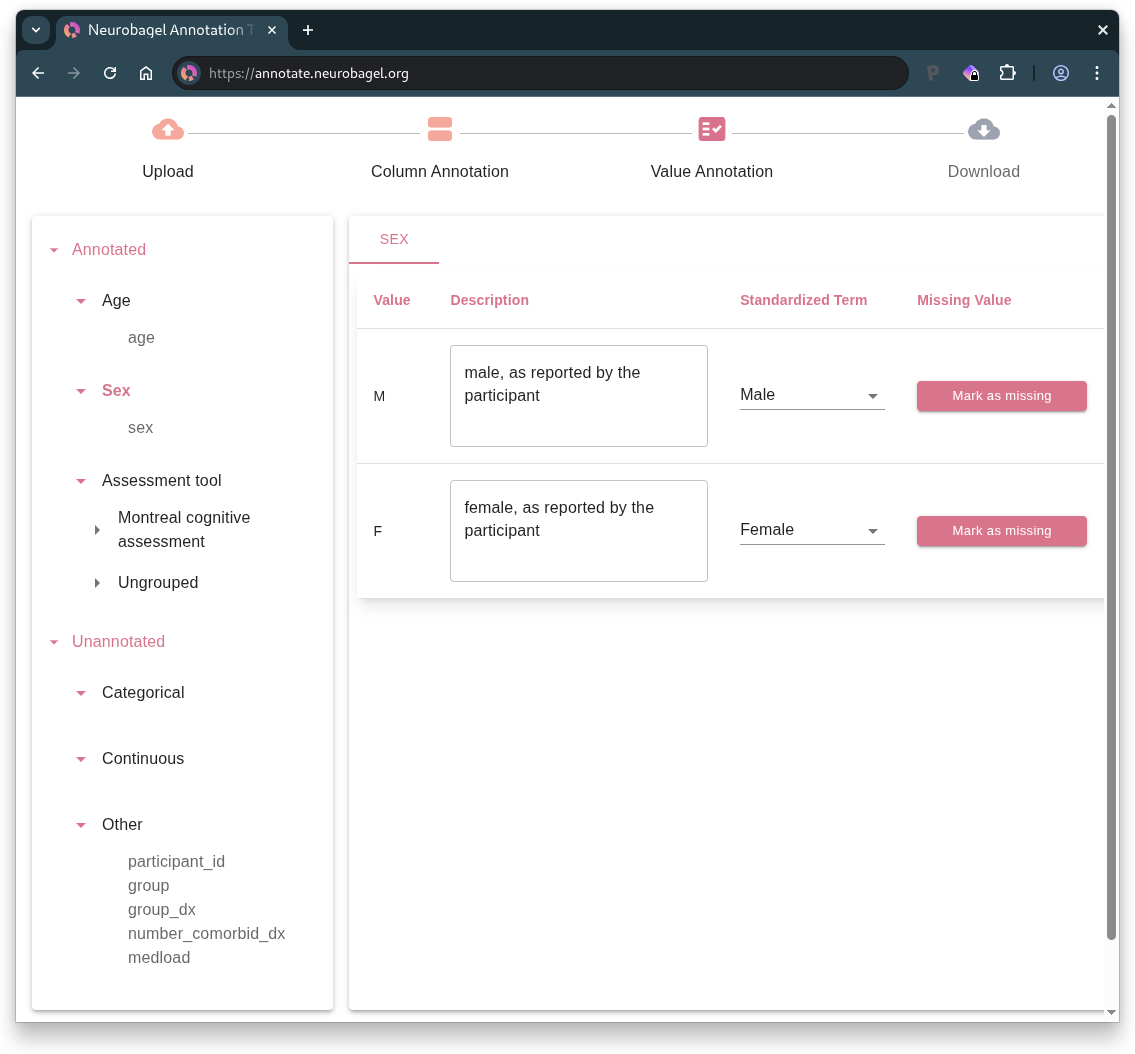 Neurobagel Annotation T
https://annotate.neurobagel.org
Upload
Column Annotation
Value Annotation
Download
Annotated
Age
age
Sex
sex
Assessment tool
Montreal cognitive
assessment
Ungrouped
Unannotated
Categorical
Continuous
Other
participant_id
group
group_dx
number_comorbid_dx
medload
SEX
Value Description Standardized Term Missing Value
M
male, as reported by the
participant
Male
Mark as missing
F
female, as reported by the
participant
Female
Mark as missing